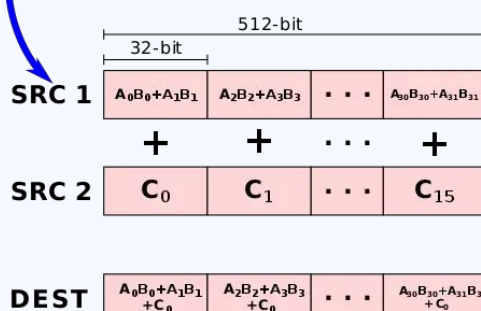 512-bit
32-bit
SRC 1 A₀B₀+A₁B₁ A₂B₂+A₃B₃ · · · A₃₀B₃₀+A₃₁B₃₁
+ + · · · +
SRC 2 C₀ C₁ · · · C₁₅
DEST A₀B₀+A₁B₁ A₂B₂+A₃B₃ · · · A₃₀B₃₀+A₃₁B₃
+C₀ +C₀ + C₀